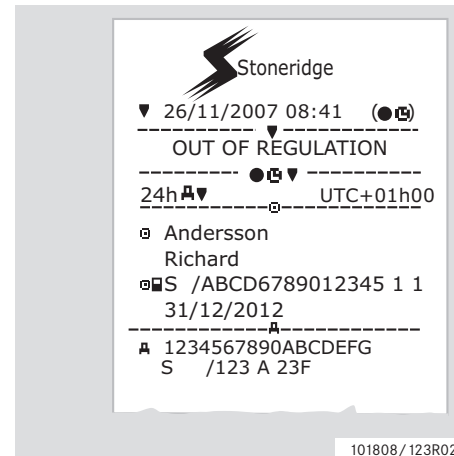 Stoneridge
▼ 26/11/2007 08:41 (●◷)
OUT OF REGULATION
24h▼ UTC+01h00
Andersson
Richard
S /ABCD6789012345 1 1
31/12/2012
1234567890ABCDEFG
S /123 A 23F
101808/123R02